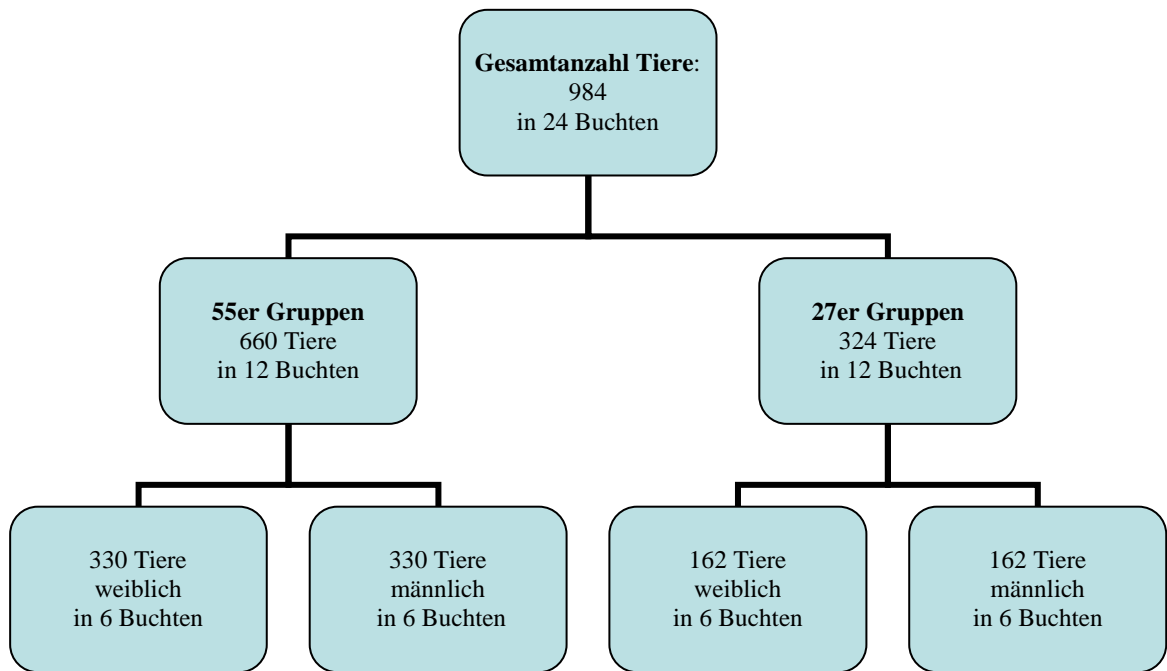 Gesamtanzahl Tiere:
984
in 24 Buchten
55er Gruppen
660 Tiere
in 12 Buchten
27er Gruppen
324 Tiere
in 12 Buchten
330 Tiere
weiblich
in 6 Buchten
330 Tiere
männlich
in 6 Buchten
162 Tiere
weiblich
in 6 Buchten
162 Tiere
männlich
in 6 Buchten